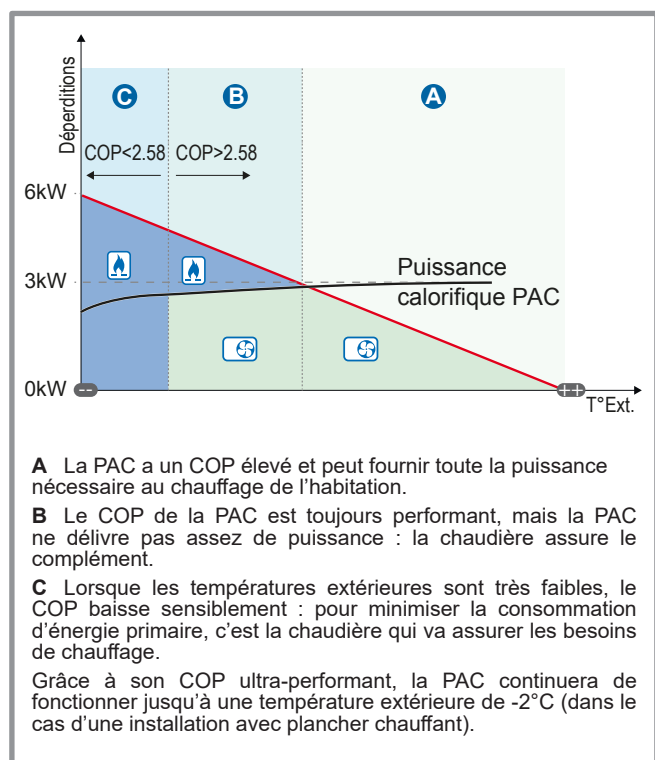 Déperditions
C B A
COP<2.58 COP>2.58
6kW
3kW
Puissance
calorifique PAC
0kW
-- ++
T°Ext.
A La PAC a un COP élevé et peut fournir toute la puissance
nécessaire au chauffage de l'habitation.
B Le COP de la PAC est toujours performant, mais la PAC
ne délivre pas assez de puissance : la chaudière assure le
complément.
C Lorsque les températures extérieures sont très faibles, le
COP baisse sensiblement : pour minimiser la consommation
d'énergie primaire, c'est la chaudière qui va assurer les besoins
de chauffage.
Grâce à son COP ultra-performant, la PAC continuera de
fonctionner jusqu'à une température extérieure de -2°C (dans le
cas d'une installation avec plancher chauffant).